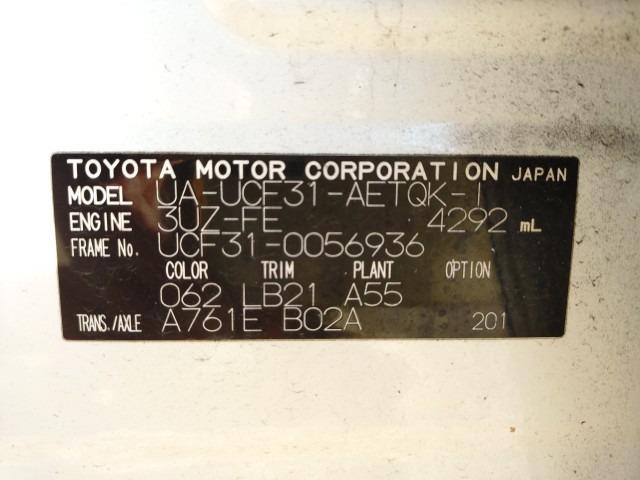 TOYOTA MOTOR CORPORATION JAPAN
MODEL UA-UCF31-AETQK-I
ENGINE 3UZ-FE 4292 mL
FRAME No. UCF31-0056936
COLOR TRIM PLANT OPTION
062 LB21 A55
TRANS./AXLE A761E B02A 201